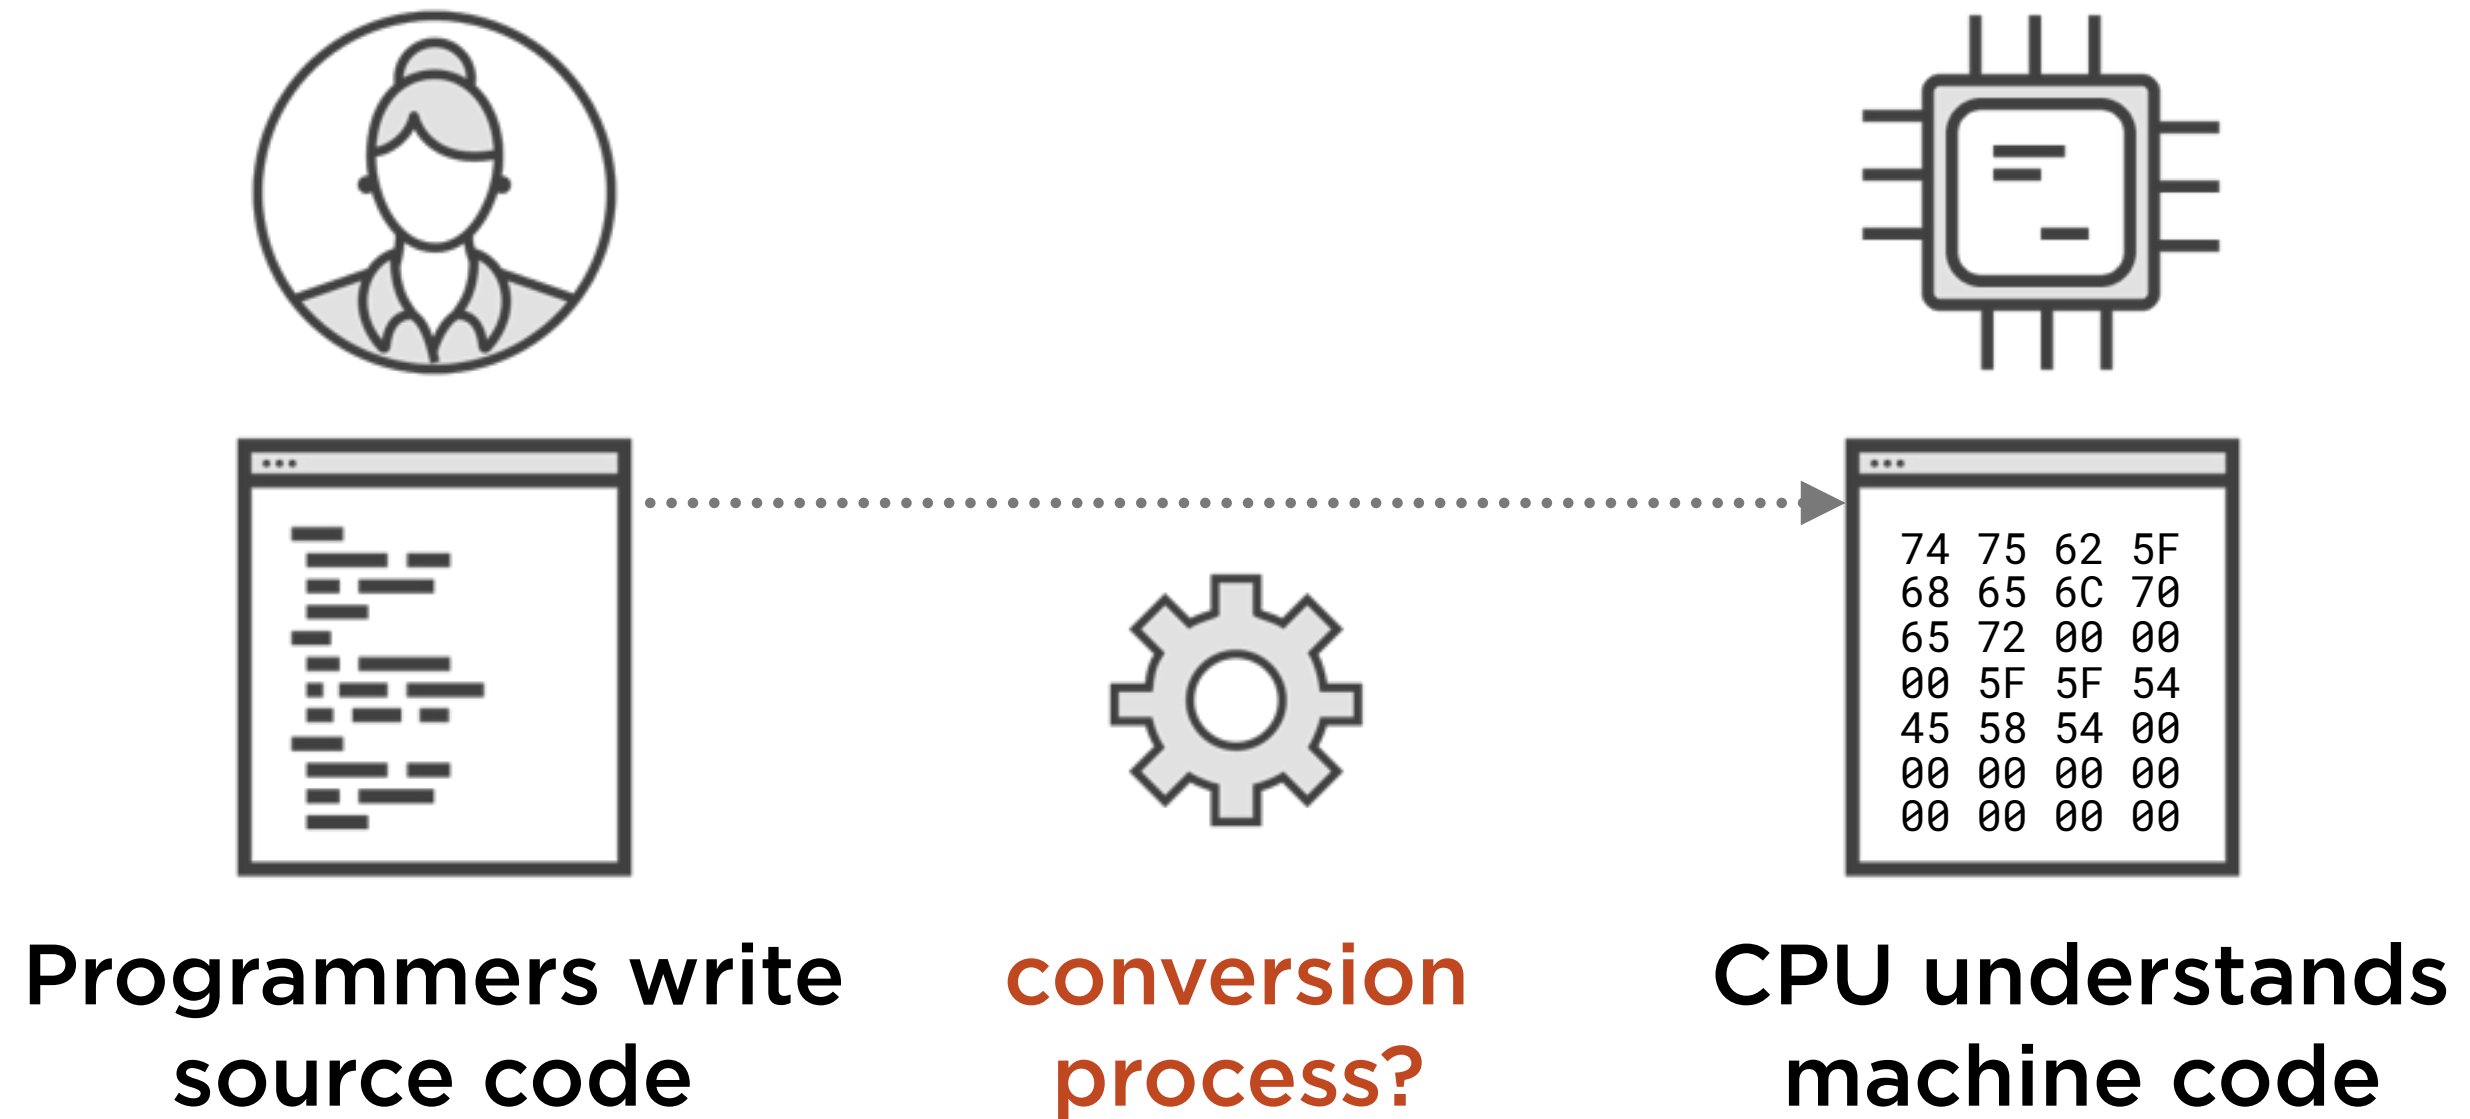 74 75 62 5F
68 65 6C 70
65 72 00 00
00 5F 5F 54
45 58 54 00
00 00 00 00
00 00 00 00
Programmers write
source code
conversion
process?
CPU understands
machine code